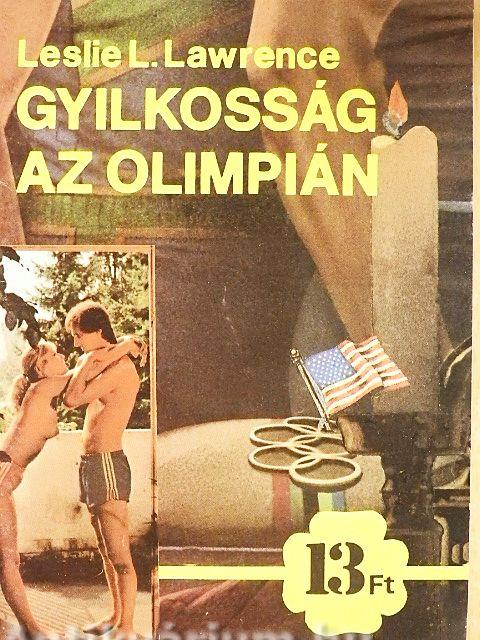 Leslie L. Lawrence
GYILKOSSÁG
AZ OLIMPIÁN
13 Ft